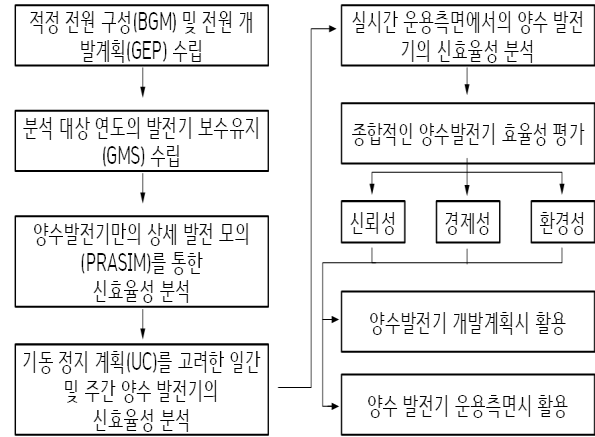 적정 전원 구성(BGM) 및 전원 개
발계획(GEP) 수립
분석 대상 연도의 발전기 보수유지
(GMS) 수립
양수발전기만의 상세 발전 모의
(PRASIM)를 통한
신효율성 분석
기동 정지 계획(UC)를 고려한 일간
및 주간 양수 발전기의
신효율성 분석
실시간 운용측면에서의 양수 발전
기의 신효율성 분석
종합적인 양수발전기 효율성 평가
신뢰성
경제성
환경성
양수발전기 개발계획시 활용
양수 발전기 운용측면시 활용